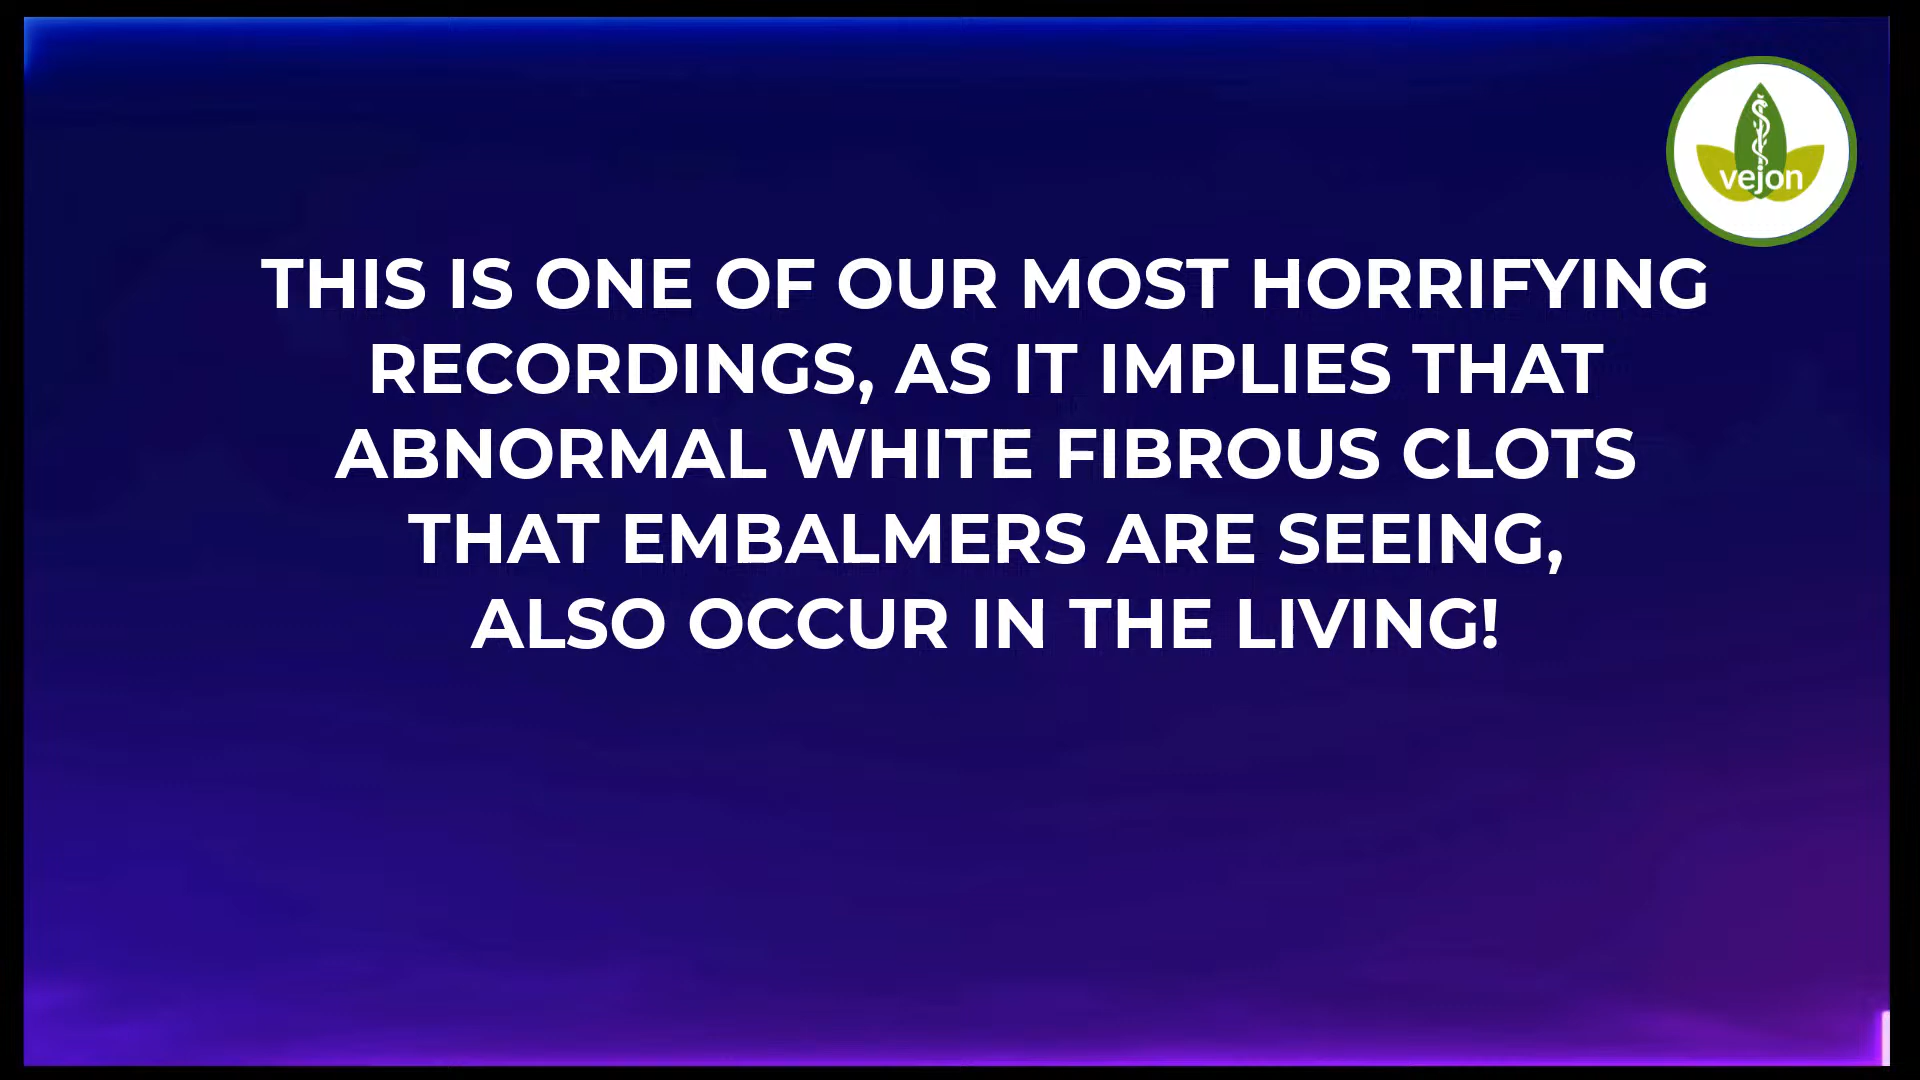 vejon
THIS IS ONE OF OUR MOST HORRIFYING
RECORDINGS, AS IT IMPLIES THAT
ABNORMAL WHITE FIBROUS CLOTS
THAT EMBALMERS ARE SEEING,
ALSO OCCUR IN THE LIVING!